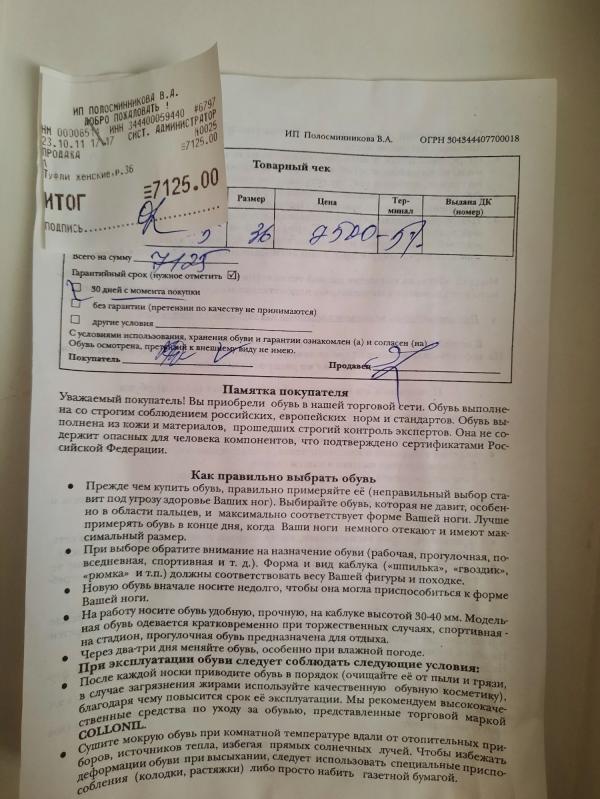 ИП ПОЛОСМИННИКОВА В.А.
ДОБРО ПОЖАЛОВАТЬ !
ИНН 344400059440 #6797
23.10.11 СИСТ. АДМИНИСТРАТОР
ПРОДАЖА N0025
1 =7125.00
Туфли женские,р.36
ИТОГ =7125.00
ПОДПИСЬ
ИП Полосминникова В.А. ОГРН 304344407700018
Товарный чек
Размер Цена Тер-минал Выдана ДК (номер)
36 7500 -5%
Всего на сумму 7125
Гарантийный срок (нужное отметить ☑)
30 дней с момента покупки
без гарантии (претензии по качеству не принимаются)
другие условия
С условиями использования, хранения обуви и гарантии ознакомлен (а) и согласен (на)
Обувь осмотрена, претензий к внешнему виду не имею.
Покупатель Продавец
Памятка покупателя
Уважаемый покупатель! Вы приобрели обувь в нашей торговой сети. Обувь выполне-
на со строгим соблюдением российских, европейских норм и стандартов. Обувь вы-
полнена из кожи и материалов, прошедших строгий контроль экспертов. Она не со-
держит опасных для человека компонентов, что подтверждено сертификатами Рос-
сийской Федерации.
Как правильно выбрать обувь
• Прежде чем купить обувь, правильно примеряйте её (неправильный выбор ста-
вит под угрозу здоровье Ваших ног). Выбирайте обувь, которая не давит, особен-
но в области пальцев, и максимально соответствует форме Вашей ноги. Лучше
примерять обувь в конце дня, когда Ваши ноги немного отекают и имеют мак-
симальный размер.
• При выборе обратите внимание на назначение обуви (рабочая, прогулочная, по-
вседневная, спортивная и т. д.). Форма и вид каблука («шпилька», «гвоздик»,
«рюмка» и т.п.) должны соответствовать весу Вашей фигуры и походке.
• Новую обувь вначале носите недолго, чтобы она могла приспособиться к форме
Вашей ноги.
• На работу носите обувь удобную, прочную, на каблуке высотой 30-40 мм. Модель-
ная обувь одевается кратковременно при торжественных случаях, спортивная -
на стадион, прогулочная обувь предназначена для отдыха.
• Через два-три дня меняйте обувь, особенно при влажной погоде.
При эксплуатации обуви следует соблюдать следующие условия:
• После каждой носки приводите обувь в порядок (очищайте её от пыли и грязи,
в случае загрязнения жирами используйте качественную обувную косметику),
благодаря чему повысится срок её эксплуатации. Мы рекомендуем высококаче-
ственные средства по уходу за обувью, представленные торговой маркой
COLLONIL.
• Сушите мокрую обувь при комнатной температуре вдали от отопительных при-
боров, источников тепла, избегая прямых солнечных лучей. Чтобы избежать
деформации обуви при высыхании, следует использовать специальные приспо-
собления (колодки, растяжки) либо просто набить газетной бумагой.